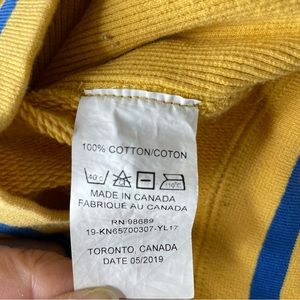 100% COTTON/COTON
40°C
MADE IN CANADA
FABRIQUÉ AU CANADA
RN 98689
19-KN65700307-YL17
TORONTO, CANADA
DATE 05/2019